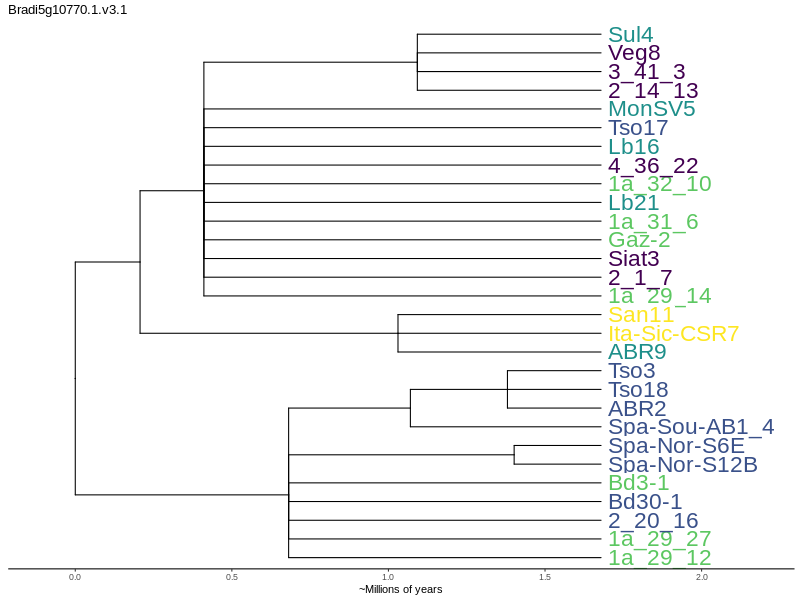 Bradi5g10770.1.v3.1
Sul4
Veg8
3_41_3
2_14_13
MonSV5
Tso17
Lb16
4_36_22
1a_32_10
Lb21
1a_31_6
Gaz-2
Siat3
2_1_7
1a_29_14
San11
Ita-Sic-CSR7
ABR9
Tso3
Tso18
ABR2
Spa-Sou-AB1_4
Spa-Nor-S6E
Spa-Nor-S12B
Bd3-1
Bd30-1
2_20_16
1a_29_27
1a_29_12
0.0 0.5 1.0 1.5 2.0
~Millions of years